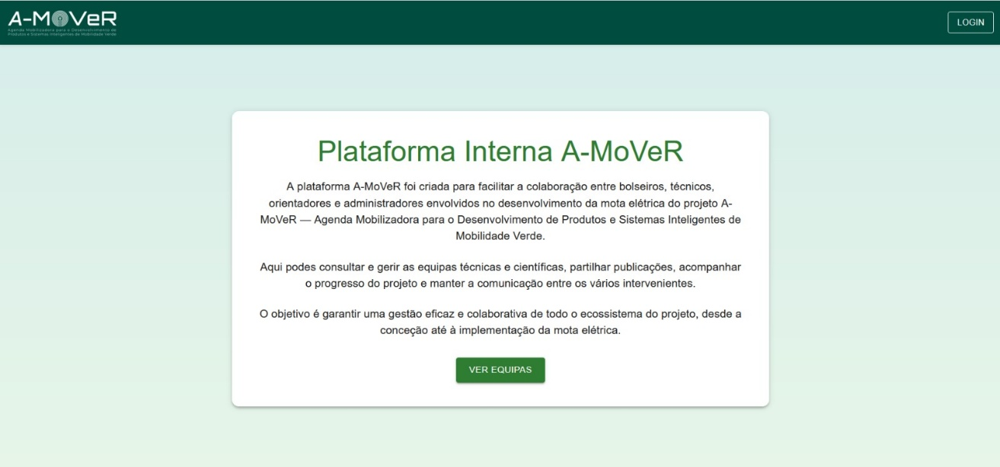 A-MOVeR
Agenda Mobilizadora para o Desenvolvimento de
Produtos e Sistemas Inteligentes de Mobilidade Verde
LOGIN
Plataforma Interna A-MoVeR
A plataforma A-MoVeR foi criada para facilitar a colaboração entre bolseiros, técnicos,
orientadores e administradores envolvidos no desenvolvimento da mota elétrica do projeto A-
MoVeR — Agenda Mobilizadora para o Desenvolvimento de Produtos e Sistemas Inteligentes de
Mobilidade Verde.
Aqui podes consultar e gerir as equipas técnicas e científicas, partilhar publicações, acompanhar
o progresso do projeto e manter a comunicação entre os vários intervenientes.
O objetivo é garantir uma gestão eficaz e colaborativa de todo o ecossistema do projeto, desde a
conceção até à implementação da mota elétrica.
VER EQUIPAS